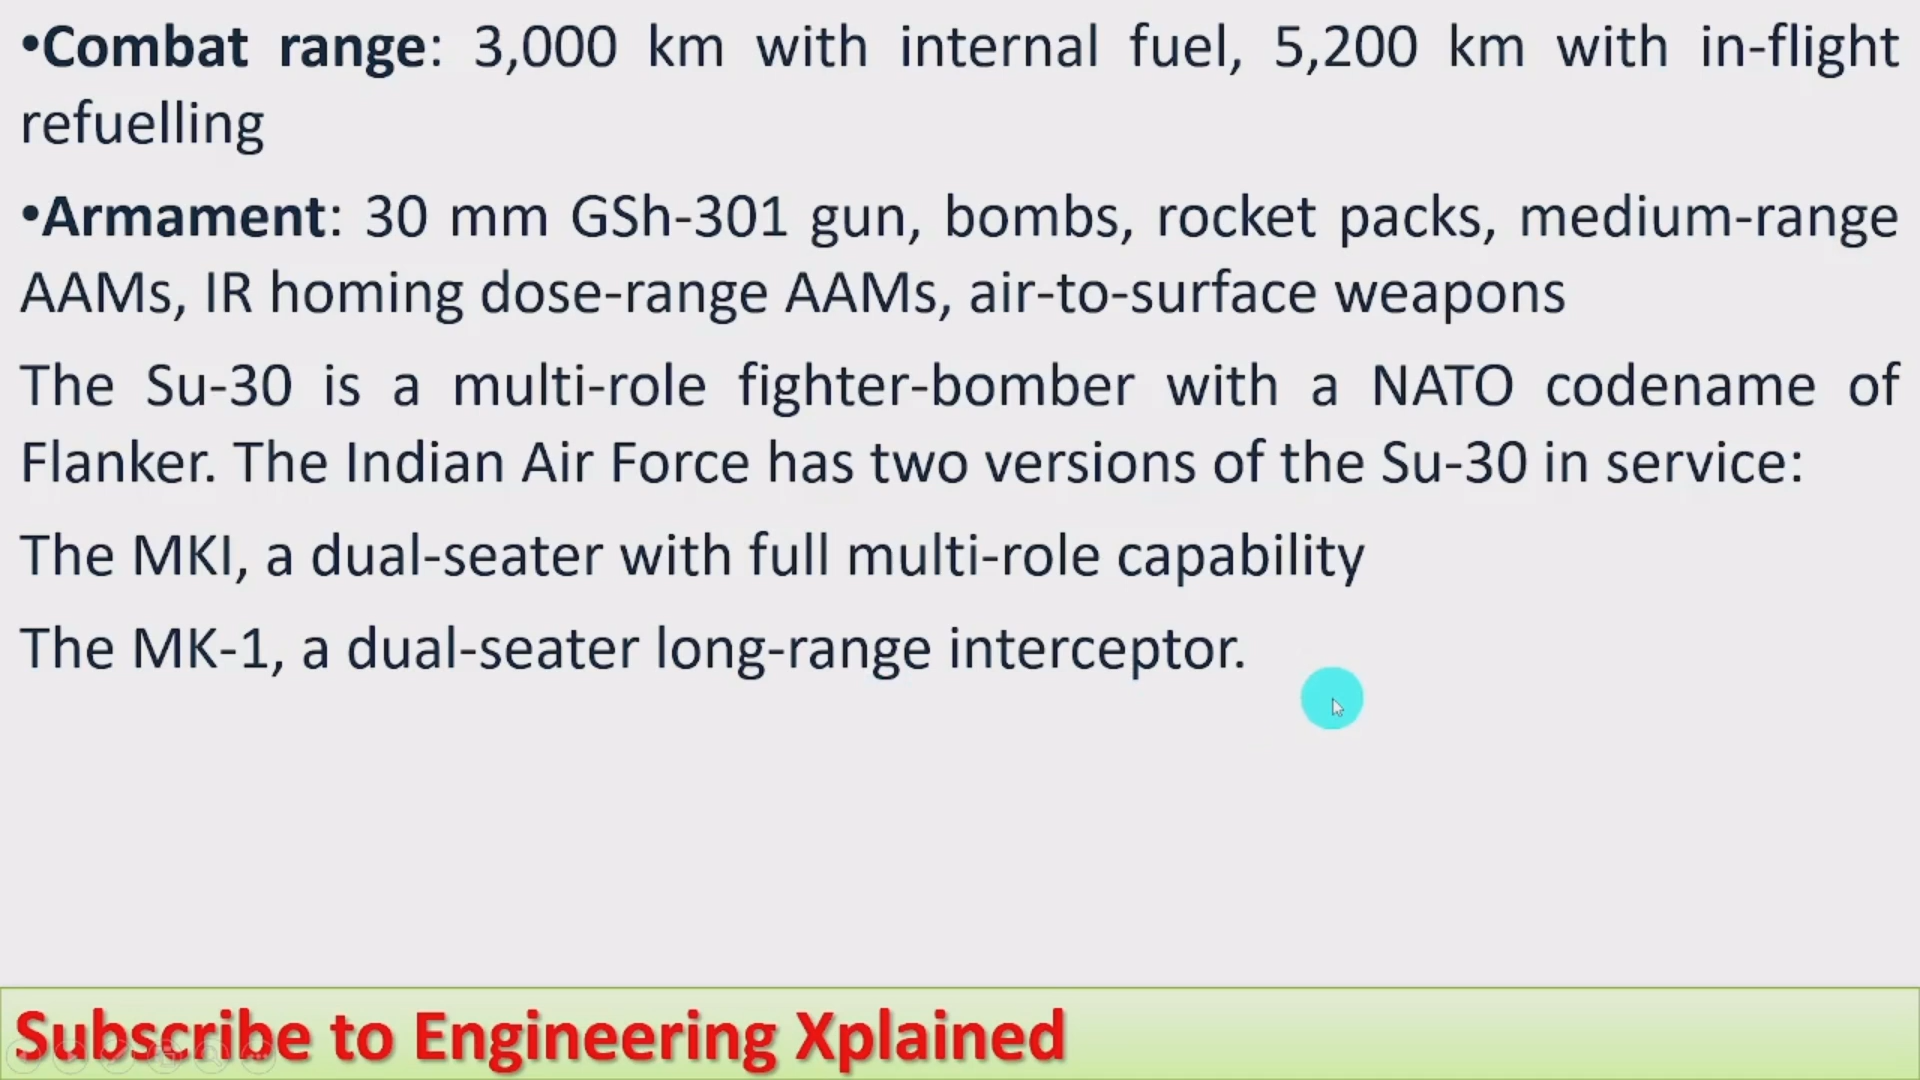 •Combat range: 3,000 km with internal fuel, 5,200 km with in-flight
refuelling
•Armament: 30 mm GSh-301 gun, bombs, rocket packs, medium-range
AAMs, IR homing dose-range AAMs, air-to-surface weapons
The Su-30 is a multi-role fighter-bomber with a NATO codename of
Flanker. The Indian Air Force has two versions of the Su-30 in service:
The MKI, a dual-seater with full multi-role capability
The MK-1, a dual-seater long-range interceptor.
Subscribe to Engineering Xplained